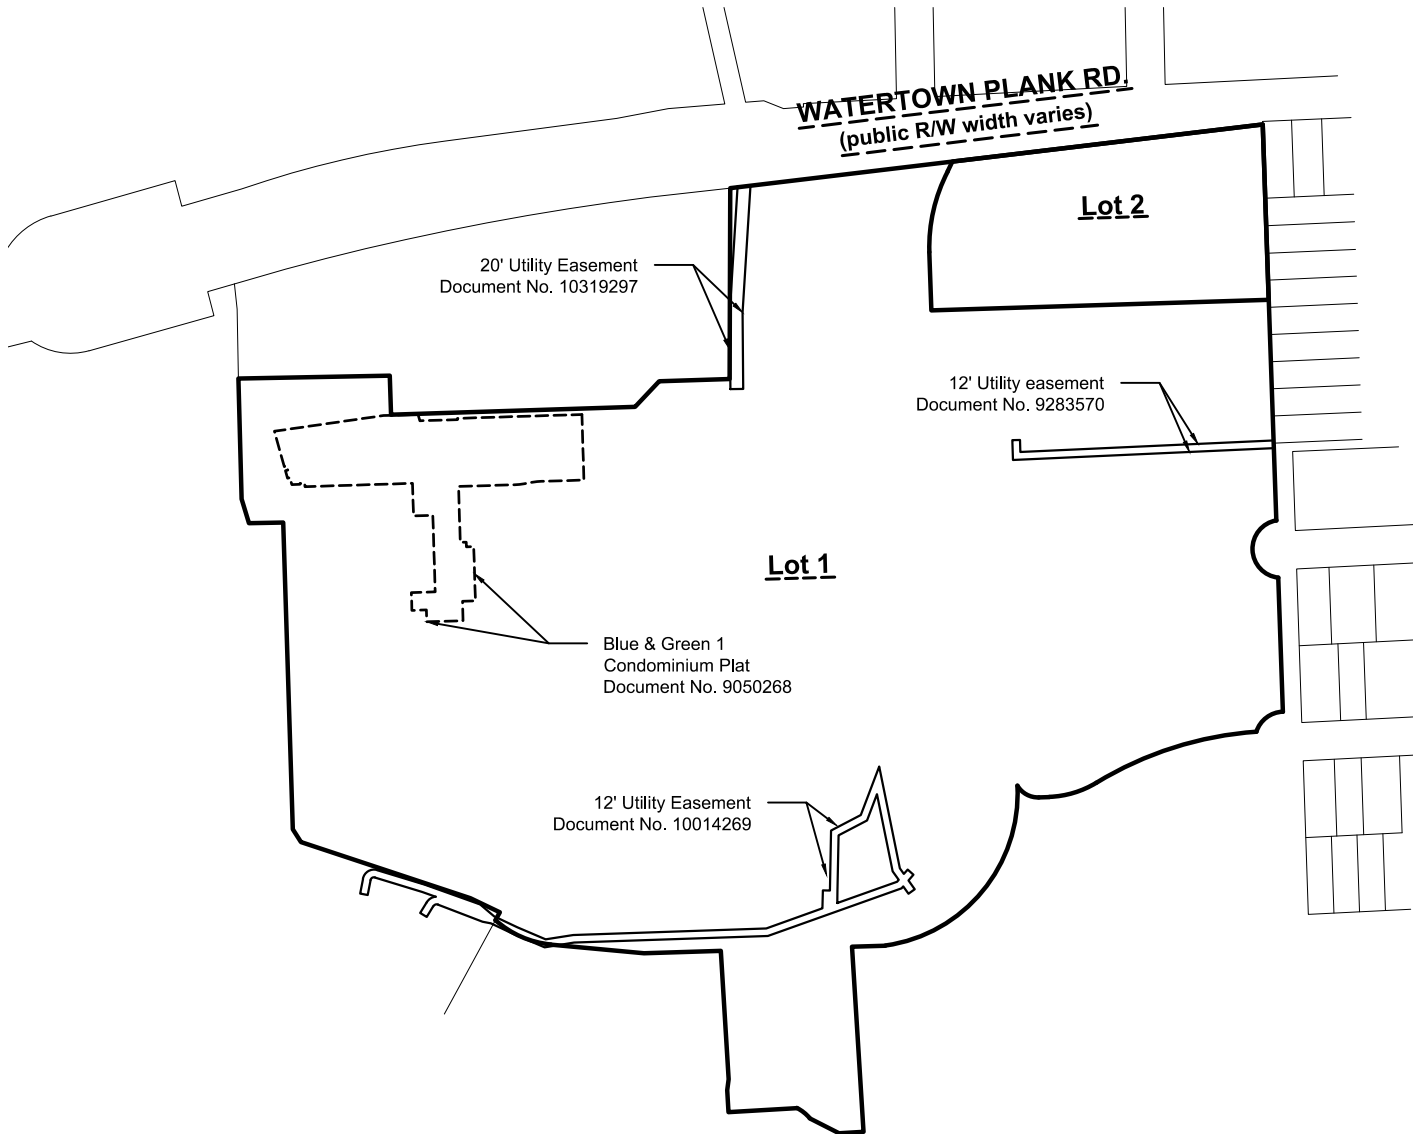 WATERTOWN PLANK RD.
(public R/W width varies)
Lot 2
20' Utility Easement
Document No. 10319297
12' Utility easement
Document No. 9283570
Lot 1
Blue & Green 1
Condominium Plat
Document No. 9050268
12' Utility Easement
Document No. 10014269